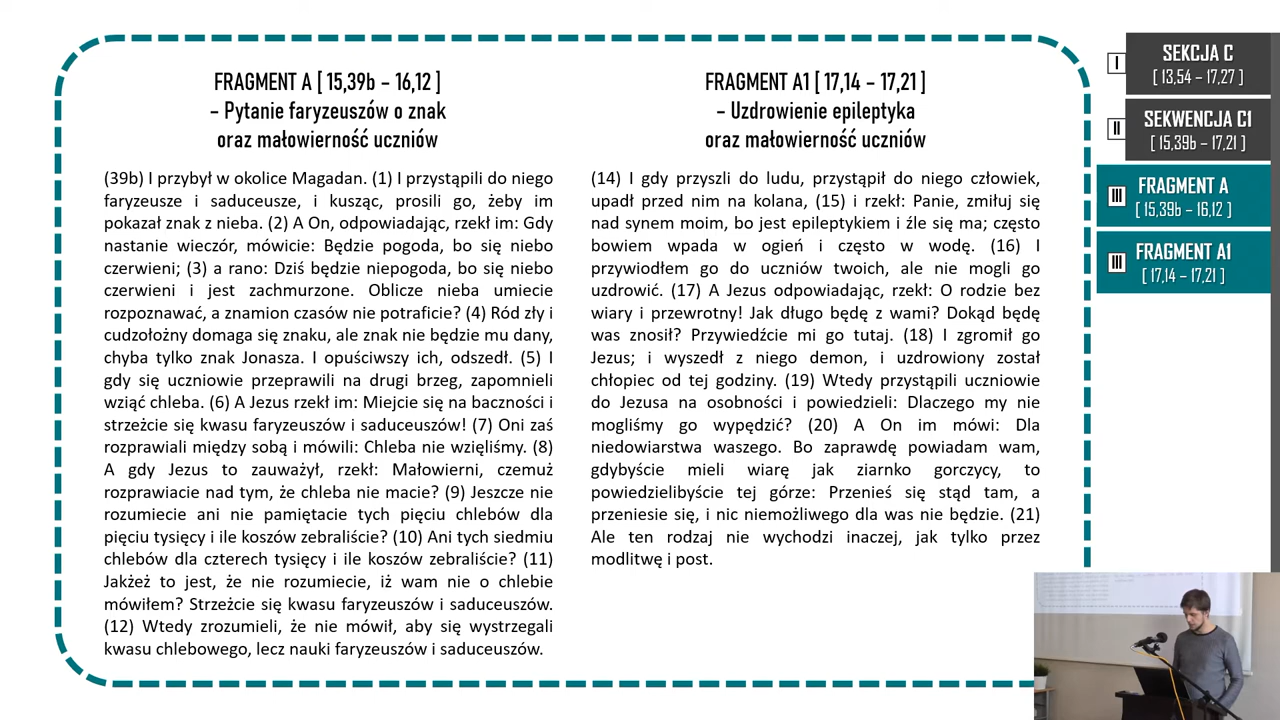 FRAGMENT A [ 15,39b – 16,12 ]
– Pytanie faryzeuszów o znak
oraz małowierność uczniów
(39b) I przybył w okolice Magadan. (1) I przystąpili do niego
faryzeusze i saduceusze, i kusząc, prosili go, żeby im
pokazał znak z nieba. (2) A On, odpowiadając, rzekł im: Gdy
nastanie wieczór, mówicie: Będzie pogoda, bo się niebo
czerwieni; (3) a rano: Dziś będzie niepogoda, bo się niebo
czerwieni i jest zachmurzone. Oblicze nieba umiecie
rozpoznawać, a znamion czasów nie potraficie? (4) Ród zły i
cudzołożny domaga się znaku, ale znak nie będzie mu dany,
chyba tylko znak Jonasza. I opuściwszy ich, odszedł. (5) I
gdy się uczniowie przeprawili na drugi brzeg, zapomnieli
wziąć chleba. (6) A Jezus rzekł im: Miejcie się na baczności i
strzeżcie się kwasu faryzeuszów i saduceuszów! (7) Oni zaś
rozprawiali między sobą i mówili: Chleba nie wzięliśmy. (8)
A gdy Jezus to zauważył, rzekł: Małowierni, czemuż
rozprawiacie nad tym, że chleba nie macie? (9) Jeszcze nie
rozumiecie ani nie pamiętacie tych pięciu chlebów dla
pięciu tysięcy i ile koszów zebraliście? (10) Ani tych siedmiu
chlebów dla czterech tysięcy i ile koszów zebraliście? (11)
Jakżeż to jest, że nie rozumiecie, iż wam nie o chlebie
mówiłem? Strzeżcie się kwasu faryzeuszów i saduceuszów.
(12) Wtedy zrozumieli, że nie mówił, aby się wystrzegali
kwasu chlebowego, lecz nauki faryzeuszów i saduceuszów.
FRAGMENT A1 [ 17,14 – 17,21 ]
– Uzdrowienie epileptyka
oraz małowierność uczniów
(14) I gdy przyszli do ludu, przystąpił do niego człowiek,
upadł przed nim na kolana, (15) i rzekł: Panie, zmiłuj się
nad synem moim, bo jest epileptykiem i źle się ma; często
bowiem wpada w ogień i często w wodę. (16) I
przywiodłem go do uczniów twoich, ale nie mogli go
uzdrowić. (17) A Jezus odpowiadając, rzekł: O rodzie bez
wiary i przewrotny! Jak długo będę z wami? Dokąd będę
was znosił? Przywiedźcie mi go tutaj. (18) I zgromił go
Jezus; i wyszedł z niego demon, i uzdrowiony został
chłopiec od tej godziny. (19) Wtedy przystąpili uczniowie
do Jezusa na osobności i powiedzieli: Dlaczego my nie
mogliśmy go wypędzić? (20) A On im mówi: Dla
niedowiarstwa waszego. Bo zaprawdę powiadam wam,
gdybyście mieli wiarę jak ziarnko gorczycy, to
powiedzielibyście tej górze: Przenieś się stąd tam, a
przeniesie się, i nic niemożliwego dla was nie będzie. (21)
Ale ten rodzaj nie wychodzi inaczej, jak tylko przez
modlitwę i post.
I
SEKCJA C
[ 13,54 – 17,27 ]
II
SEKWENCJA C1
[ 15,39b – 17,21 ]
III
FRAGMENT A
[ 15,39b – 16,12 ]
III
FRAGMENT A1
[ 17,14 – 17,21 ]